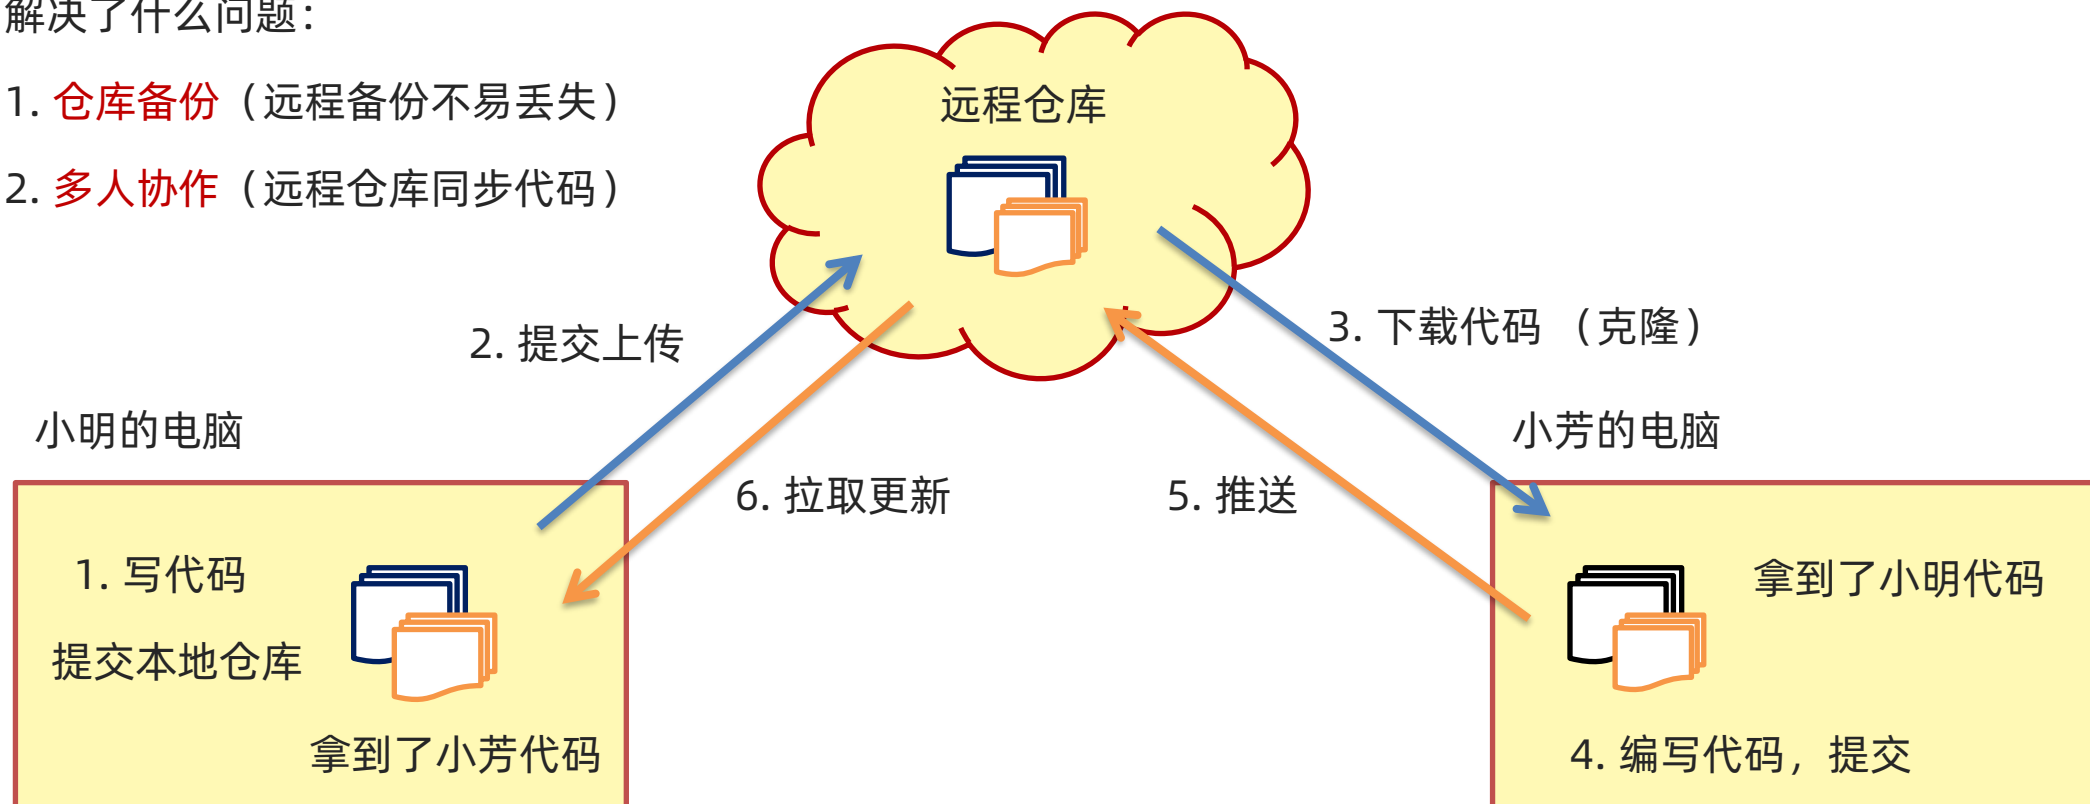 解决了什么问题：
1. 仓库备份（远程备份不易丢失）
2. 多人协作（远程仓库同步代码）
远程仓库
2. 提交上传
3. 下载代码 （克隆）
小明的电脑
小芳的电脑
6. 拉取更新
5. 推送
1. 写代码
提交本地仓库
拿到了小芳代码
拿到了小明代码
4. 编写代码，提交